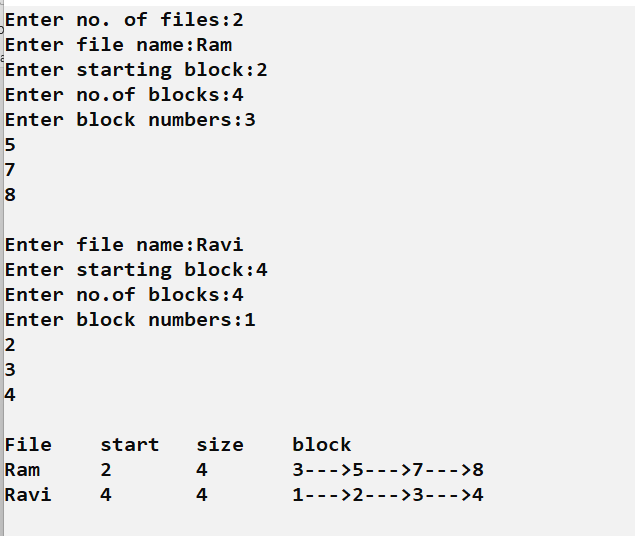 Enter no. of files:2
Enter file name:Ram
Enter starting block:2
Enter no.of blocks:4
Enter block numbers:3
5
7
8
Enter file name:Ravi
Enter starting block:4
Enter no.of blocks:4
Enter block numbers:1
2
3
4
File    start   size    block
Ram     2       4       3--->5--->7--->8
Ravi    4       4       1--->2--->3--->4